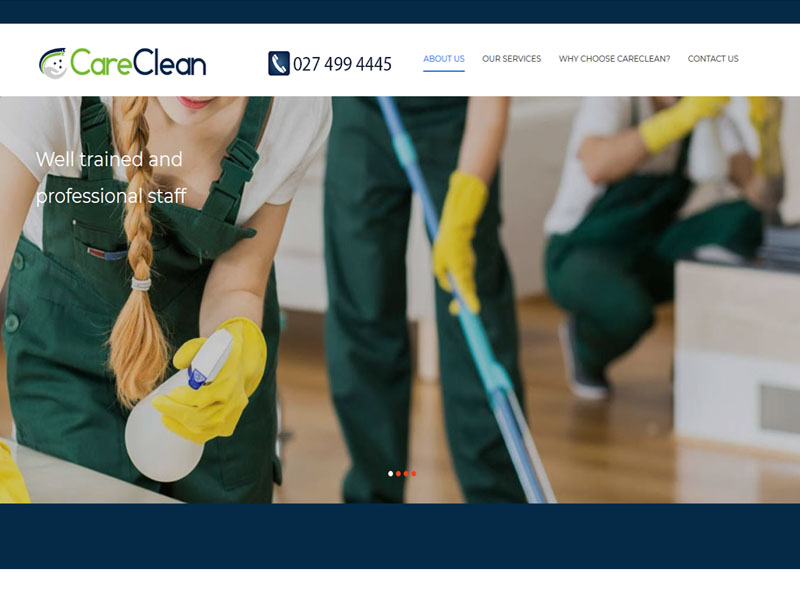 CareClean
027 499 4445
ABOUT US
OUR SERVICES
WHY CHOOSE CARECLEAN?
CONTACT US
Well trained and
professional staff